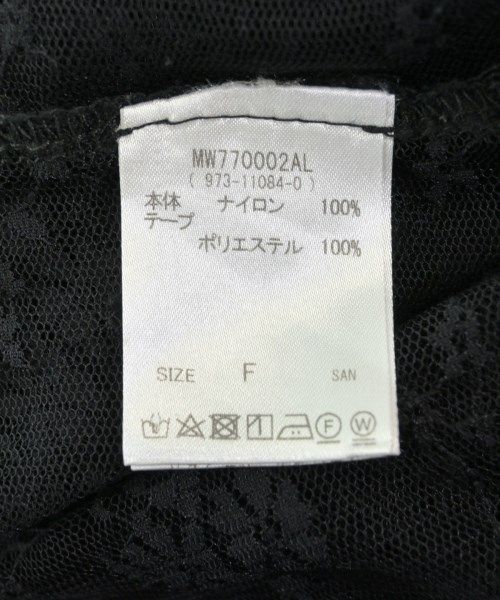 MW770002AL
( 973-11084-0 )
本体 ナイロン 100%
テープ
ポリエステル 100%
SIZE F SAN
F W